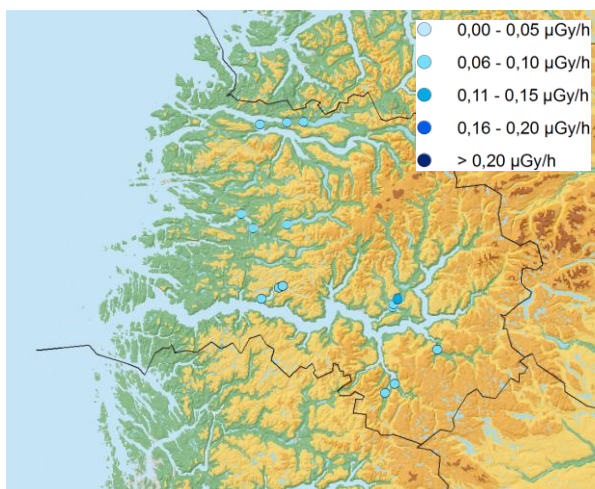 0,00 - 0,05 µGy/h
0,06 - 0,10 µGy/h
0,11 - 0,15 µGy/h
0,16 - 0,20 µGy/h
> 0,20 µGy/h